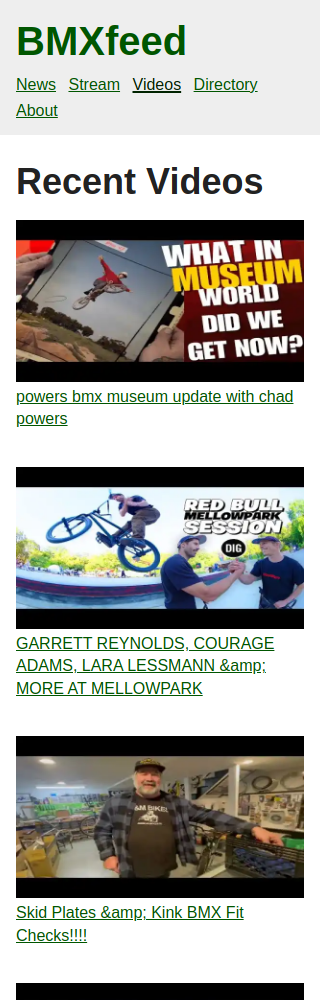 BMXfeed
News Stream Videos Directory
About
Recent Videos
WHAT IN
MUSEUM
WORLD
DID WE
GET NOW?
powers bmx museum update with chad
powers
RED BULL
MELLOWPARK
SESSION
DIG
GARRETT REYNOLDS, COURAGE
ADAMS, LARA LESSMANN &amp;
MORE AT MELLOWPARK
Skid Plates &amp; Kink BMX Fit
Checks!!!!